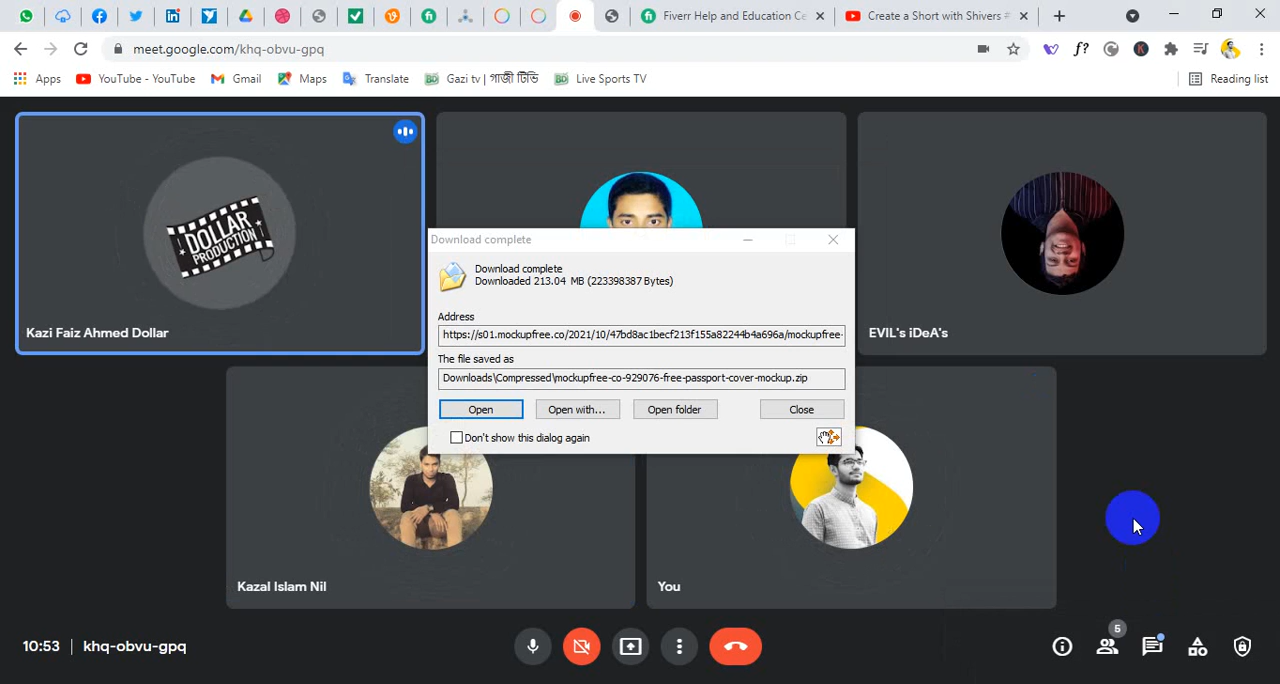 Fiverr Help and Education Ce
Create a Short with Shivers #
meet.google.com/khq-obvu-gpq
f?
K
Apps
YouTube - YouTube
Gmail
Maps
Translate
Gazi tv | গাজী টিভি
Live Sports TV
Reading list
DOLLAR
PRODUCTION
Kazi Faiz Ahmed Dollar
EVIL's iDeA's
Download complete
Download complete
Downloaded 213.04 MB (223398387 Bytes)
Address
https://s01.mockupfree.co/2021/10/47bd8ac1becf213f155a82244b4a696a/mockupfree-
The file saved as
Downloads\Compressed\mockupfree-co-929076-free-passport-cover-mockup.zip
Open
Open with...
Open folder
Close
Don't show this dialog again
Kazal Islam Nil
You
10:53
khq-obvu-gpq
5